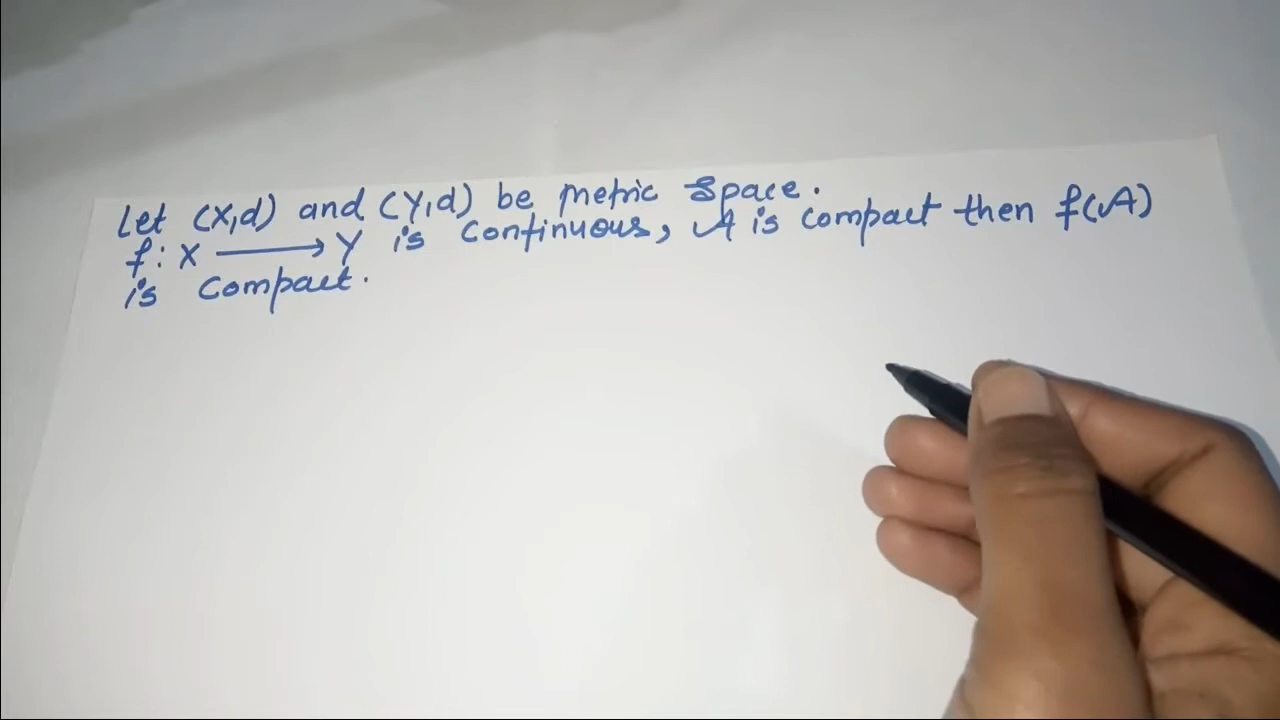 Let (X,d) and (Y,d) be metric space.
f: X ⟶ Y is continuous, A is compact then f(A)
is compact.